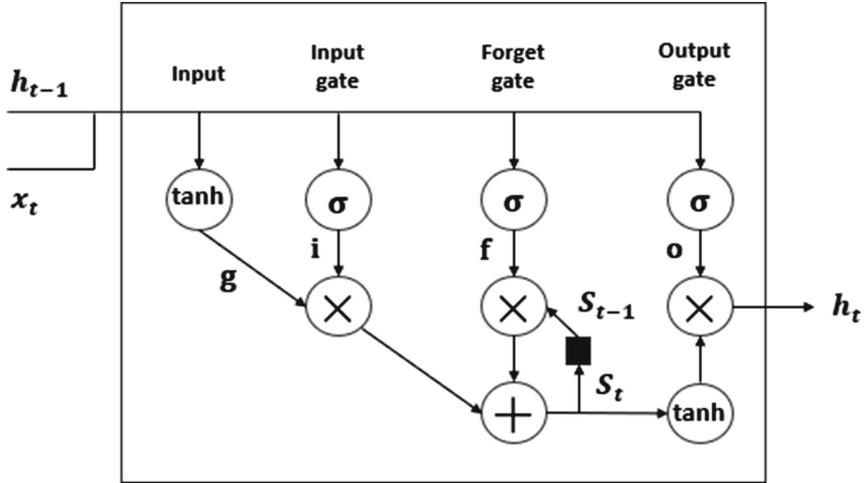 Input
Input
gate
Forget
gate
Output
gate
h_{t-1}
x_t
tanh
σ
σ
σ
g
i
f
o
×
×
×
S_{t-1}
h_t
S_t
+
tanh